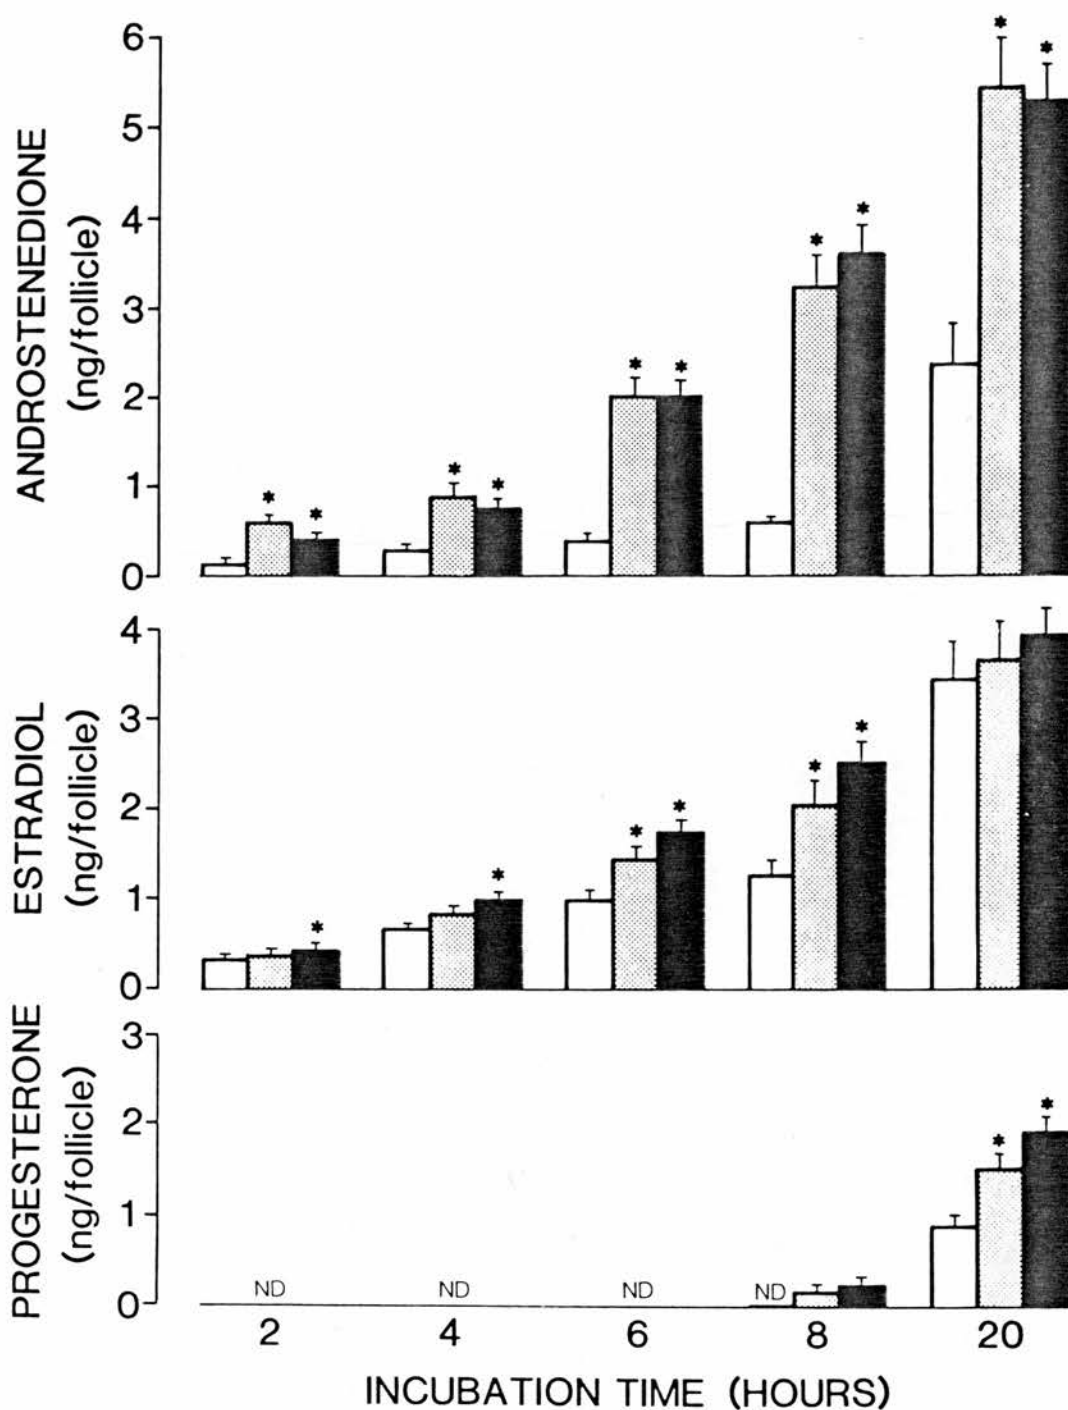 ANDROSTENEDIONE
(ng/follicle)
6
5
4
3
2
1
0
* *
* *
* *
* *
* *
ESTRADIOL
(ng/follicle)
4
3
2
1
0
*
*
* *
* *
PROGESTERONE
(ng/follicle)
3
2
1
0
ND ND ND ND
* *
2 4 6 8 20
INCUBATION TIME (HOURS)